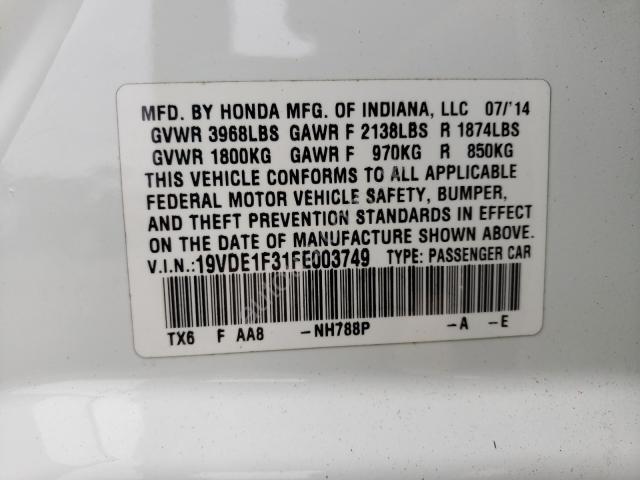 MFD. BY HONDA MFG. OF INDIANA, LLC 07/'14
GVWR 3968LBS GAWR F 2138LBS R 1874LBS
GVWR 1800KG GAWR F 970KG R 850KG
THIS VEHICLE CONFORMS TO ALL APPLICABLE
FEDERAL MOTOR VEHICLE SAFETY, BUMPER,
AND THEFT PREVENTION STANDARDS IN EFFECT
ON THE DATE OF MANUFACTURE SHOWN ABOVE.
V.I.N.:19VDE1F31FE003749 TYPE: PASSENGER CAR
TX6 F AA8 -NH788P -A -E